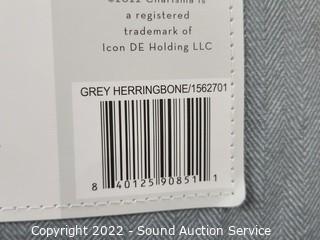 ©2022 Charisma is
a registered
trademark of
Icon DE Holding LLC
GREY HERRINGBONE/1562701
8 40125 90851 1
Copyright 2022 - Sound Auction Service